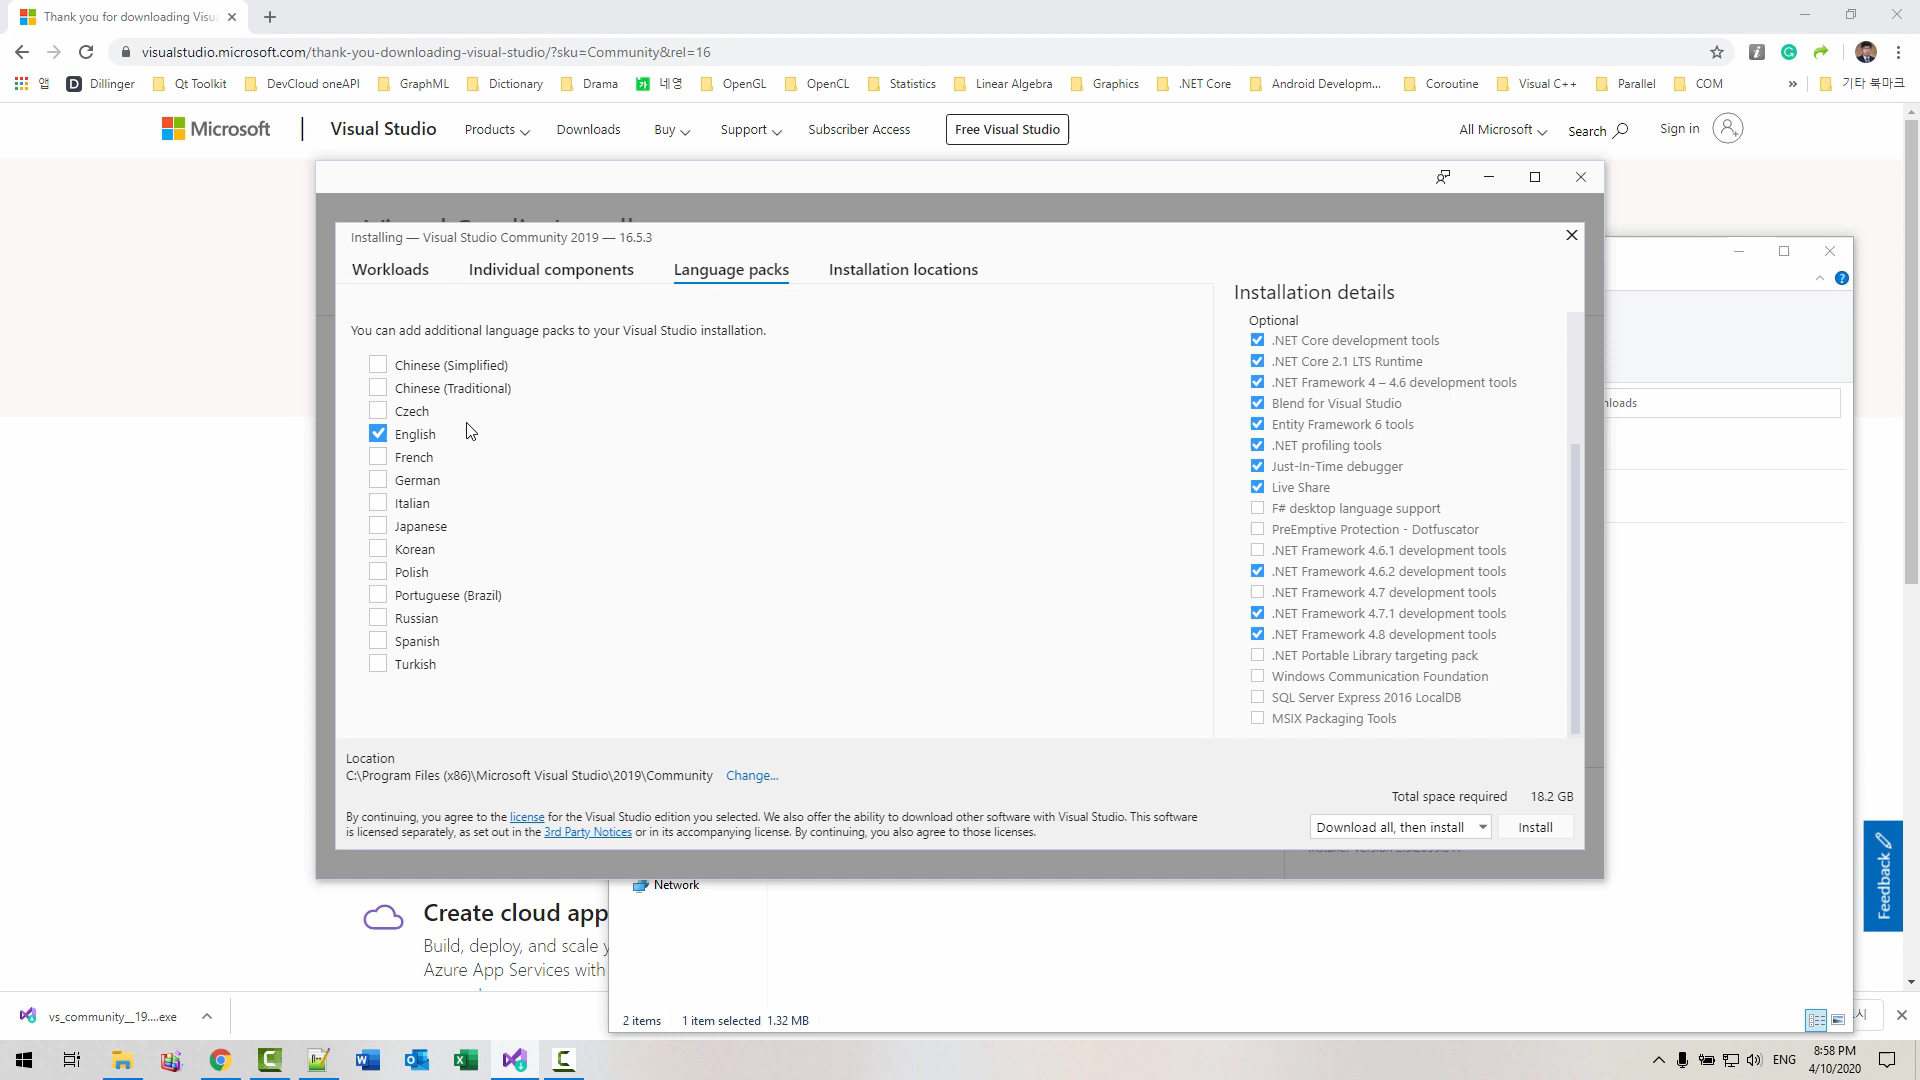 Thank you for downloading Visu
visualstudio.microsoft.com/thank-you-downloading-visual-studio/?sku=Community&rel=16
앱 Dillinger Qt Toolkit DevCloud oneAPI GraphML Dictionary Drama 네영 OpenGL OpenCL Statistics Linear Algebra Graphics .NET Core Android Developm... Coroutine Visual C++ Parallel COM » 기타 북마크
Microsoft Visual Studio Products Downloads Buy Support Subscriber Access Free Visual Studio All Microsoft Search Sign in
Installing — Visual Studio Community 2019 — 16.5.3
Workloads Individual components Language packs Installation locations
You can add additional language packs to your Visual Studio installation.
Chinese (Simplified)
Chinese (Traditional)
Czech
English
French
German
Italian
Japanese
Korean
Polish
Portuguese (Brazil)
Russian
Spanish
Turkish
Installation details
Optional
.NET Core development tools
.NET Core 2.1 LTS Runtime
.NET Framework 4 – 4.6 development tools
Blend for Visual Studio
Entity Framework 6 tools
.NET profiling tools
Just-In-Time debugger
Live Share
F# desktop language support
PreEmptive Protection - Dotfuscator
.NET Framework 4.6.1 development tools
.NET Framework 4.6.2 development tools
.NET Framework 4.7 development tools
.NET Framework 4.7.1 development tools
.NET Framework 4.8 development tools
.NET Portable Library targeting pack
Windows Communication Foundation
SQL Server Express 2016 LocalDB
MSIX Packaging Tools
Location
C:\Program Files (x86)\Microsoft Visual Studio\2019\Community Change...
Total space required 18.2 GB
By continuing, you agree to the license for the Visual Studio edition you selected. We also offer the ability to download other software with Visual Studio. This software
is licensed separately, as set out in the 3rd Party Notices or in its accompanying license. By continuing, you also agree to those licenses.
Download all, then install Install
nloads
Network
Create cloud app
Build, deploy, and scale y
Azure App Services with
Feedback
2 items 1 item selected 1.32 MB
vs_community__19....exe
ENG
8:58 PM
4/10/2020